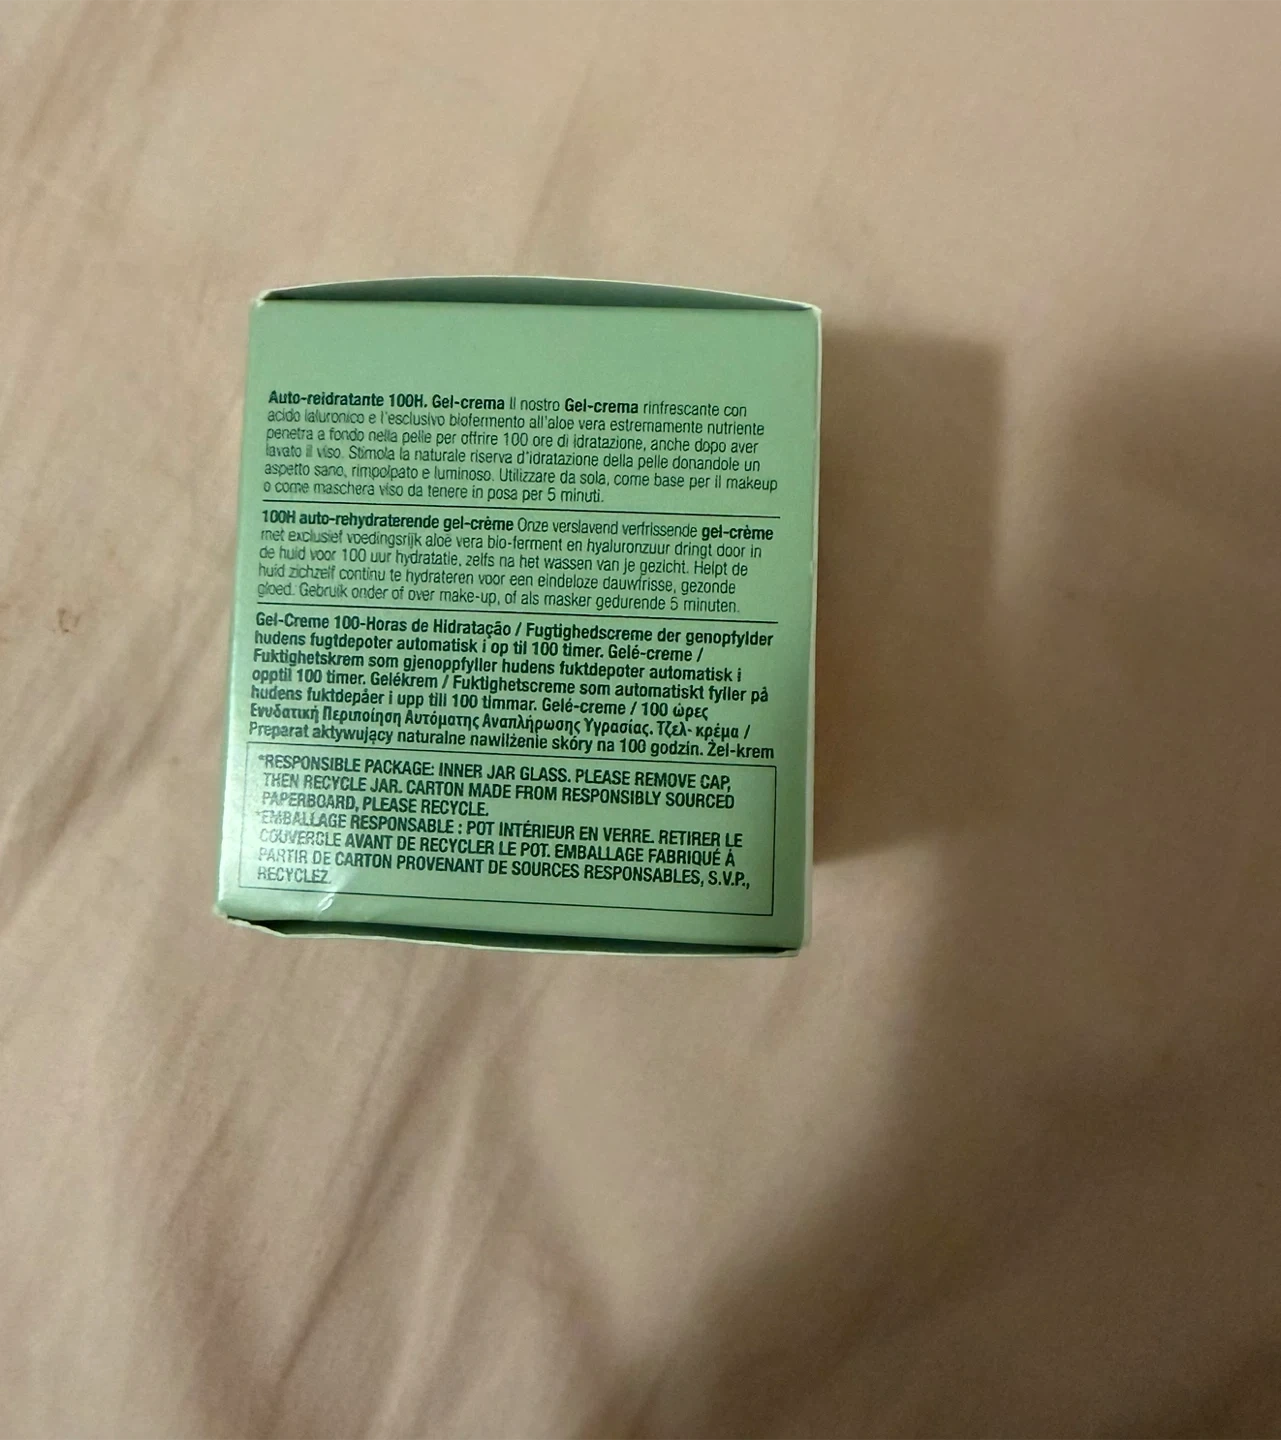 Auto-reidratante 100H. Gel-crema Il nostro Gel-crema rinfrescante con
acido ialuronico e l'esclusivo biofermento all'aloe vera estremamente nutriente
penetra a fondo nella pelle per offrire 100 ore di idratazione, anche dopo aver
lavato il viso. Stimola la naturale riserva d'idratazione della pelle donandole un
aspetto sano, rimpolpato e luminoso. Utilizzare da sola, come base per il makeup
o come maschera viso da tenere in posa per 5 minuti.
100H auto-rehydraterende gel-crème Onze verslavend verfrissende gel-crème
met exclusief voedingsrijk aloë vera bio-ferment en hyaluronzuur dringt door in
de huid voor 100 uur hydratatie, zelfs na het wassen van je gezicht. Helpt de
huid zichzelf continu te hydrateren voor een eindeloze dauwfrisse, gezonde
gloed. Gebruik onder of over make-up, of als masker gedurende 5 minuten.
Gel-Creme 100-Horas de Hidratação / Fugtighedscreme der genopfylder
hudens fugtdepoter automatisk i op til 100 timer. Gelé-creme /
Fuktighetskrem som gjenoppfyller hudens fuktdepoter automatisk i
opptil 100 timer. Gelékrem / Fuktighetscreme som automatiskt fyller på
hudens fuktdepåer i upp till 100 timmar. Gelé-creme / 100 ώρες
Ενυδατική Περιποίηση Αυτόματης Αναπλήρωσης Υγρασίας. Τζελ- κρέμα /
Preparat aktywujący naturalne nawilżenie skóry na 100 godzin. Żel-krem
*RESPONSIBLE PACKAGE: INNER JAR GLASS. PLEASE REMOVE CAP,
THEN RECYCLE JAR. CARTON MADE FROM RESPONSIBLY SOURCED
PAPERBOARD, PLEASE RECYCLE.
*EMBALLAGE RESPONSABLE : POT INTÉRIEUR EN VERRE. RETIRER LE
COUVERCLE AVANT DE RECYCLER LE POT. EMBALLAGE FABRIQUÉ À
PARTIR DE CARTON PROVENANT DE SOURCES RESPONSABLES, S.V.P.,
RECYCLEZ.